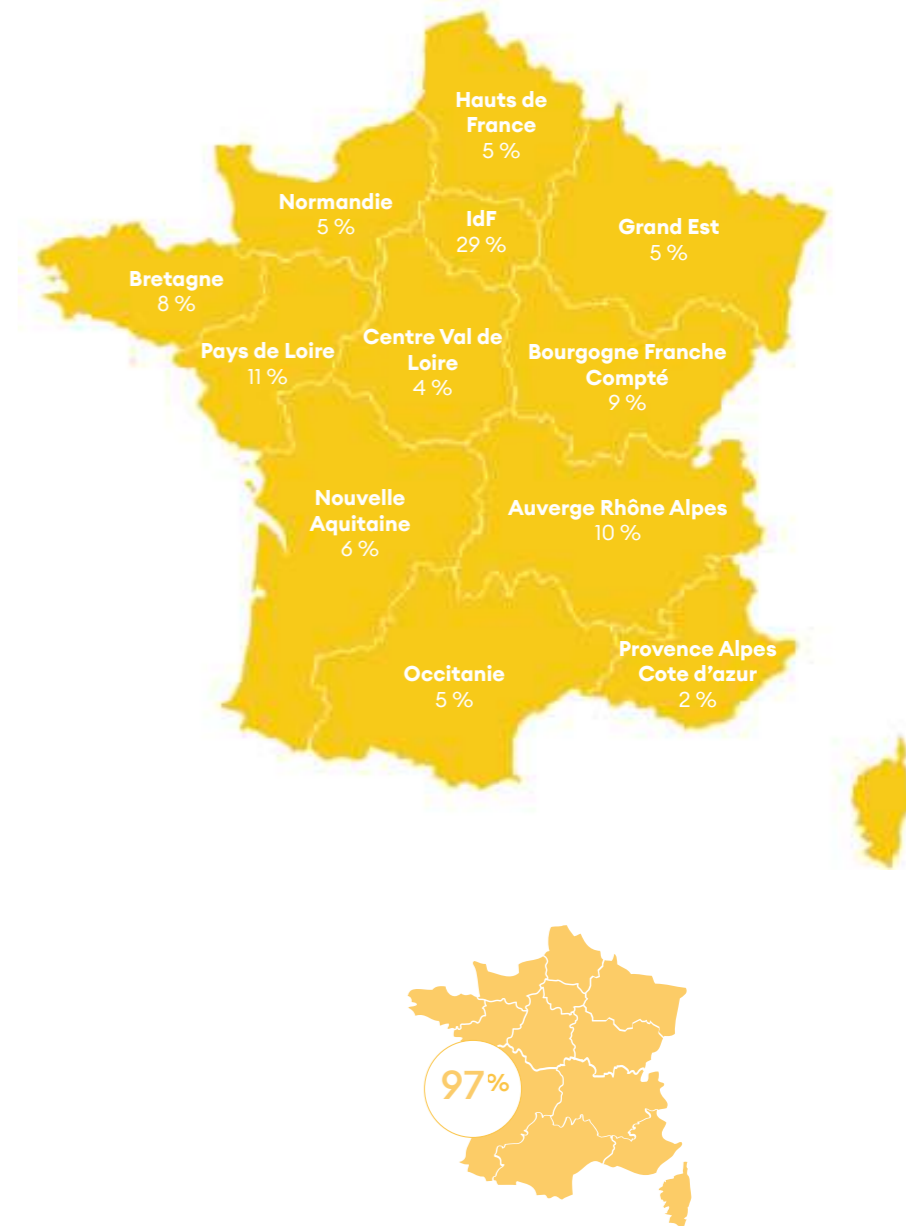 Hauts de
France
5 %
Normandie
5 %
IdF
29 %
Grand Est
5 %
Bretagne
8 %
Pays de Loire
11 %
Centre Val de
Loire
4 %
Bourgogne Franche
Compté
9 %
Nouvelle
Aquitaine
6 %
Auverge Rhône Alpes
10 %
Occitanie
5 %
Provence Alpes
Cote d’azur
2 %
97%